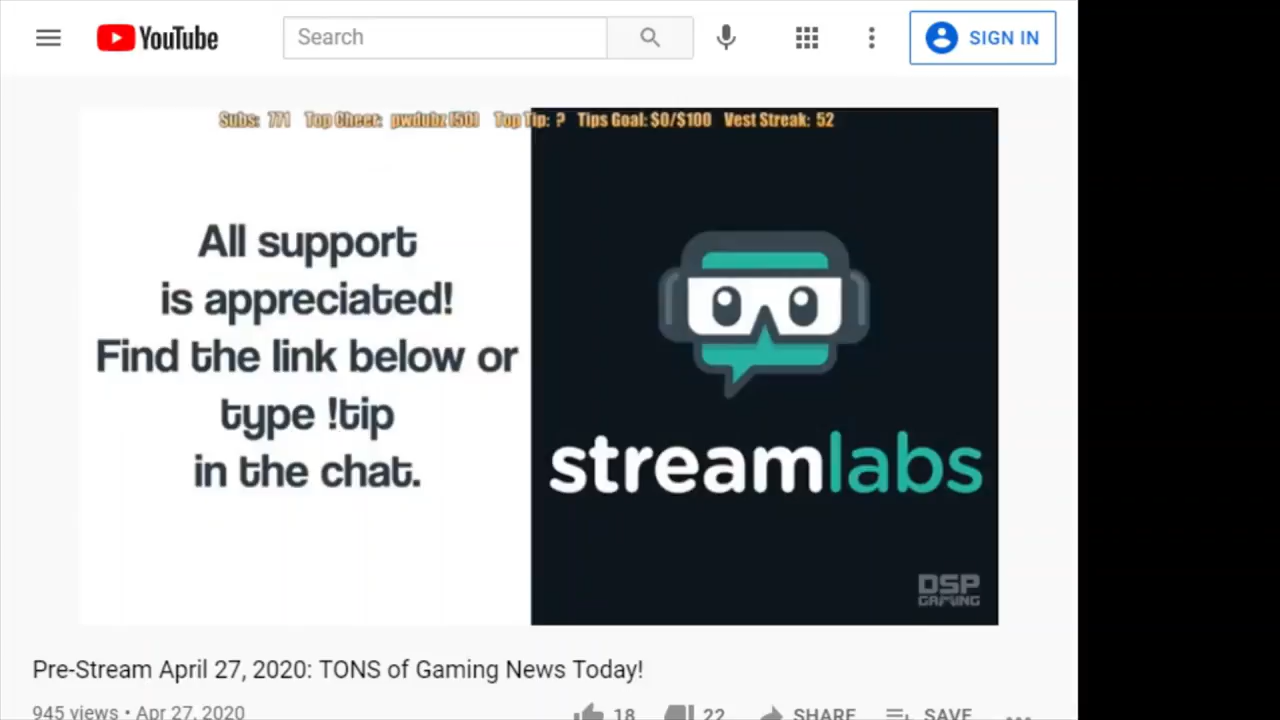 YouTube
Search
SIGN IN
Subs: 771 Top Cheer: pwdubz (50) Top Tip: ? Tips Goal: $0/$100 Vest Streak: 52
All support
is appreciated!
Find the link below or
type !tip
in the chat.
streamlabs
DSP
GAMING
Pre-Stream April 27, 2020: TONS of Gaming News Today!
945 views • Apr 27, 2020
18
22
SHARE
SAVE